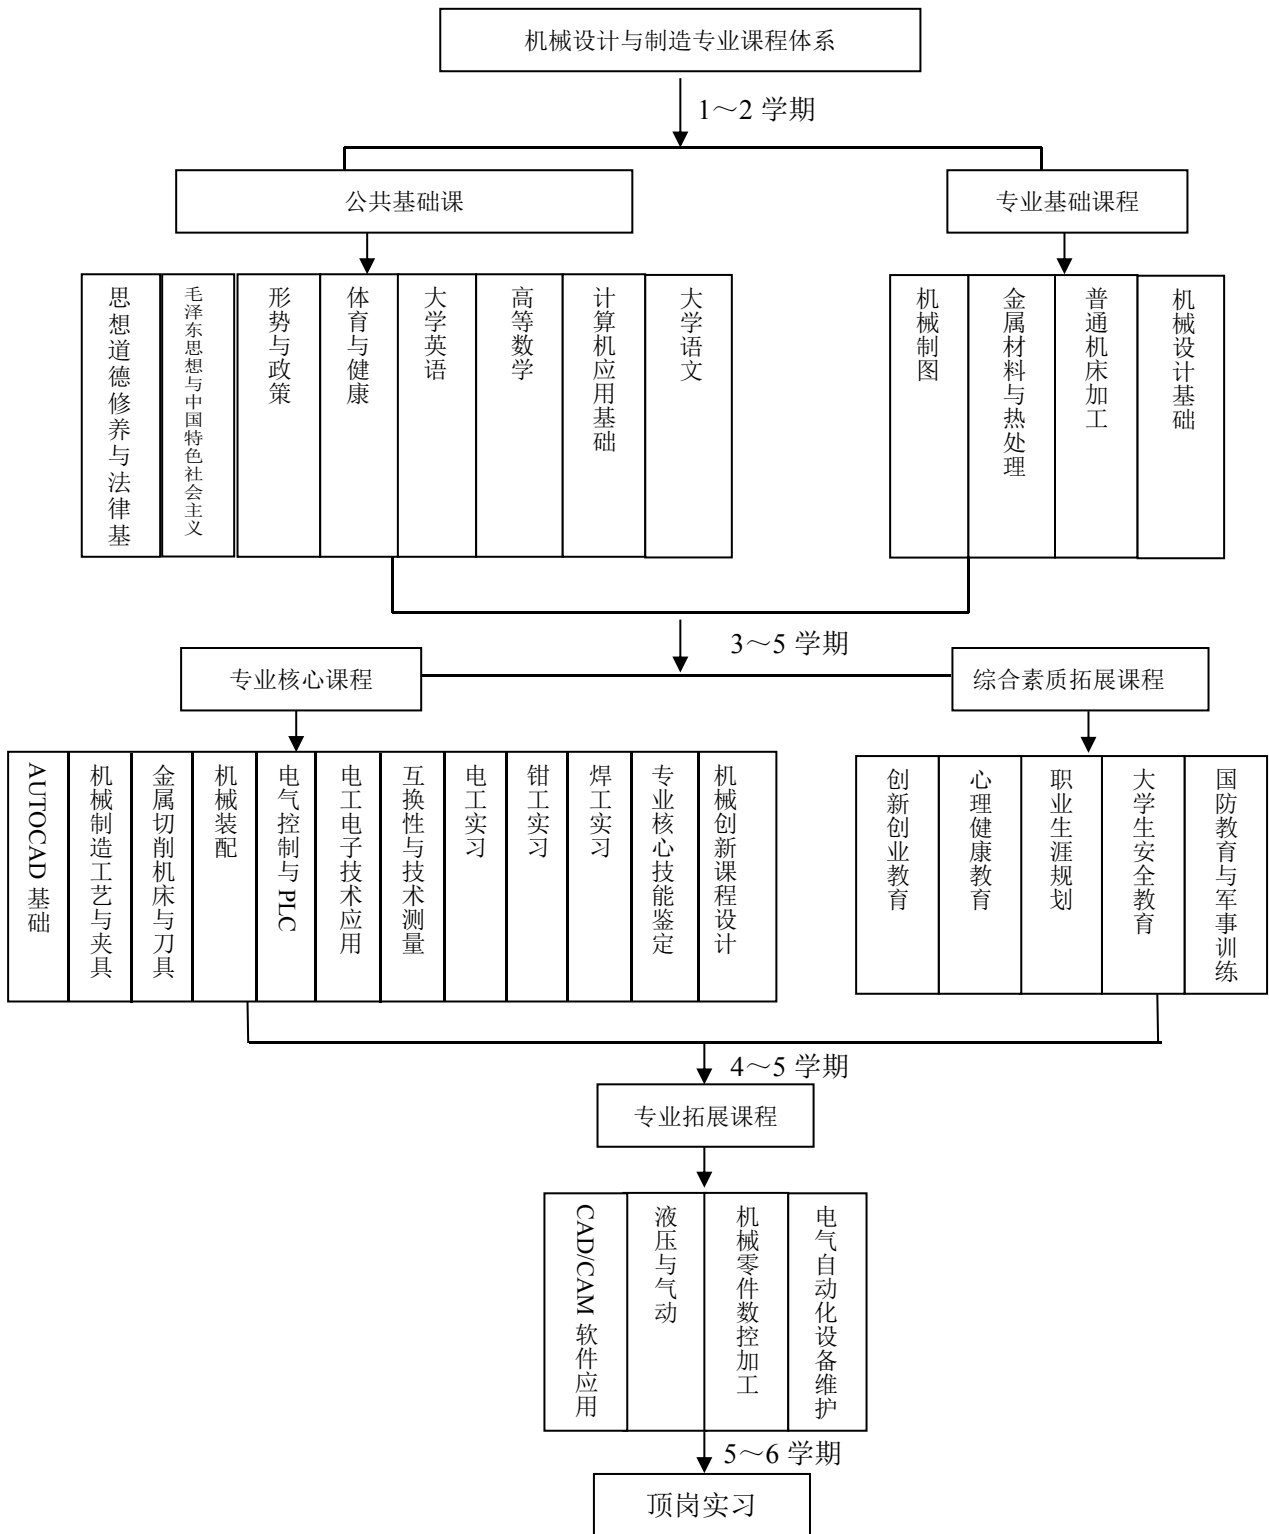 机械设计与制造专业课程体系
1～2 学期
公共基础课
专业基础课程
思想道德修养与法律基
毛泽东思想与中国特色社会主义
形势与政策
体育与健康
大学英语
高等数学
计算机应用基础
大学语文
机械制图
金属材料与热处理
普通机床加工
机械设计基础
3～5 学期
专业核心课程
综合素质拓展课程
AUTOCAD 基础
机械制造工艺与夹具
金属切削机床与刀具
机械装配
电气控制与 PLC
电工电子技术应用
互换性与技术测量
电工实习
钳工实习
焊工实习
专业核心技能鉴定
机械创新课程设计
创新创业教育
心理健康教育
职业生涯规划
大学生安全教育
国防教育与军事训练
4～5 学期
专业拓展课程
CAD/CAM 软件应用
液压与气动
机械零件数控加工
电气自动化设备维护
5～6 学期
顶岗实习